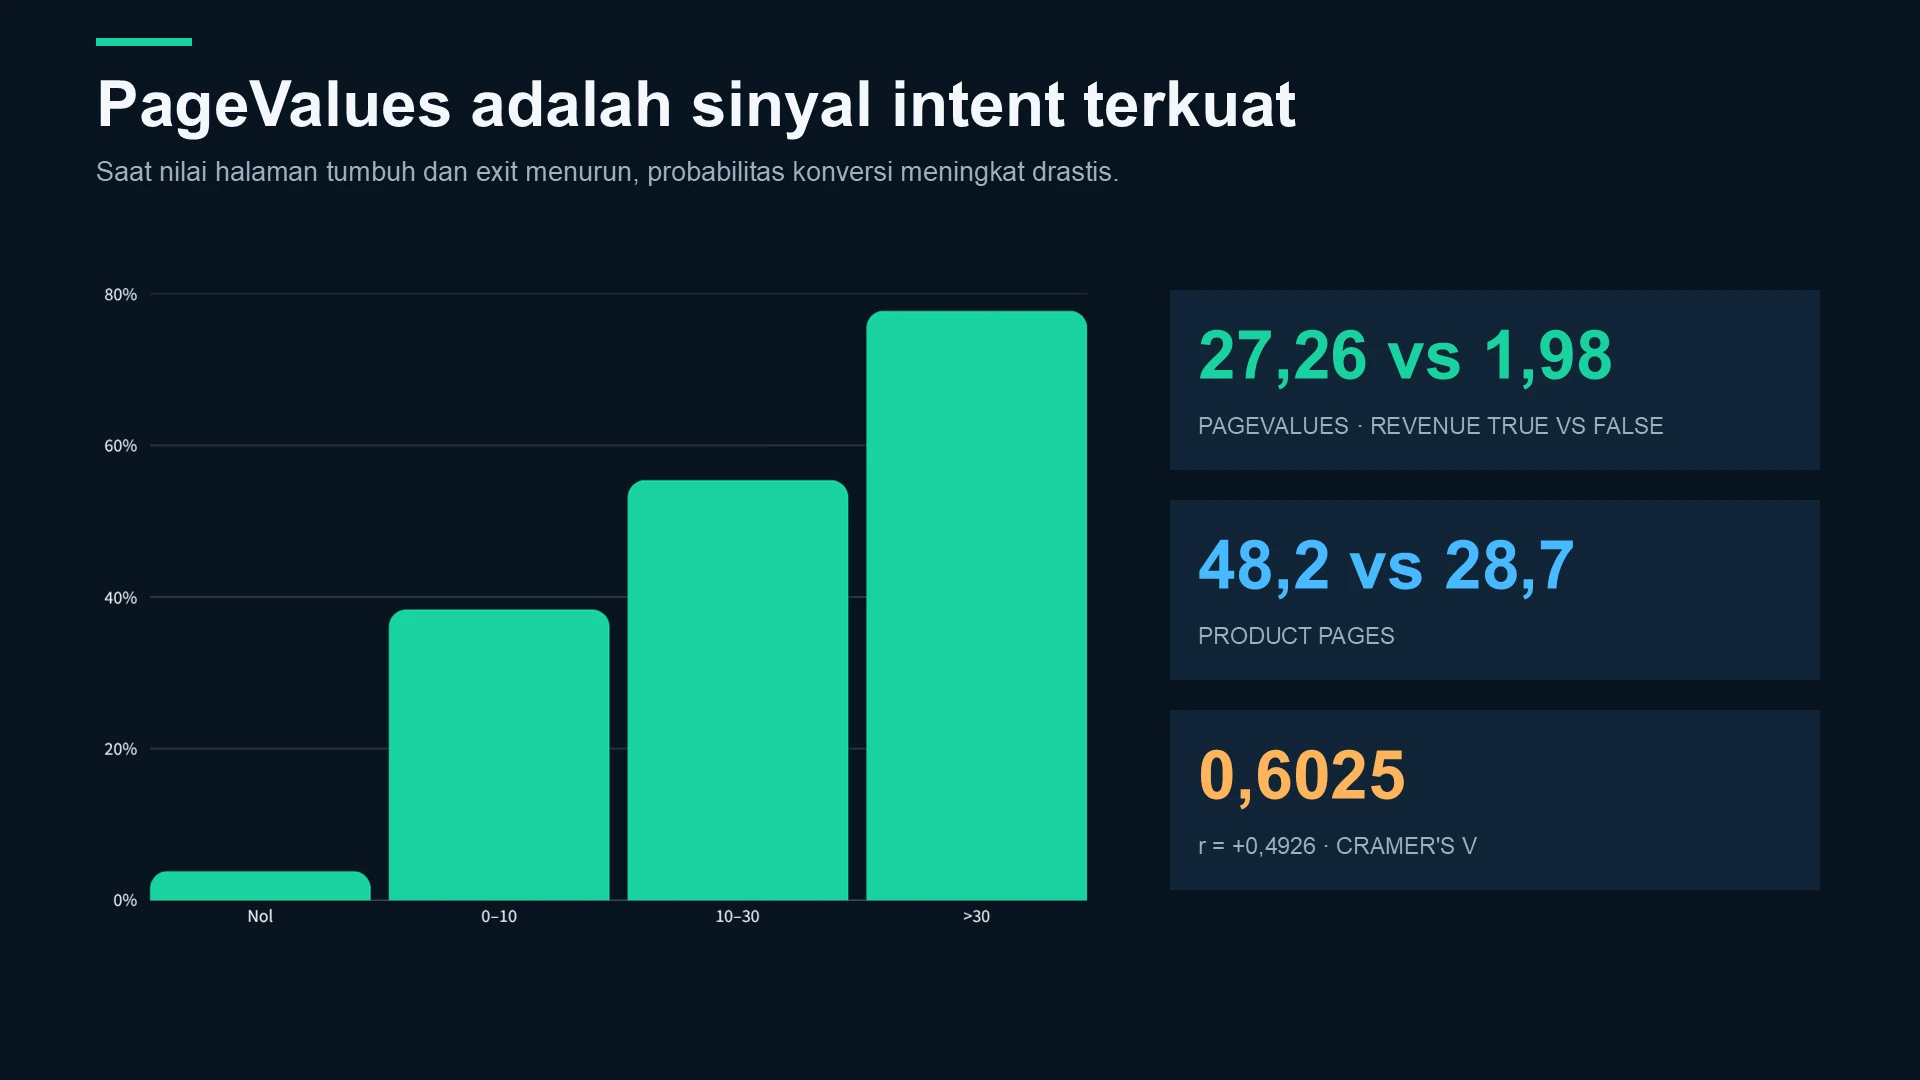 PageValues adalah sinyal intent terkuat
Saat nilai halaman tumbuh dan exit menurun, probabilitas konversi meningkat drastis.
80%
60%
40%
20%
0%
Nol
0–10
10–30
>30
27,26 vs 1,98
PAGEVALUES · REVENUE TRUE VS FALSE
48,2 vs 28,7
PRODUCT PAGES
0,6025
r = +0,4926 · CRAMER'S V